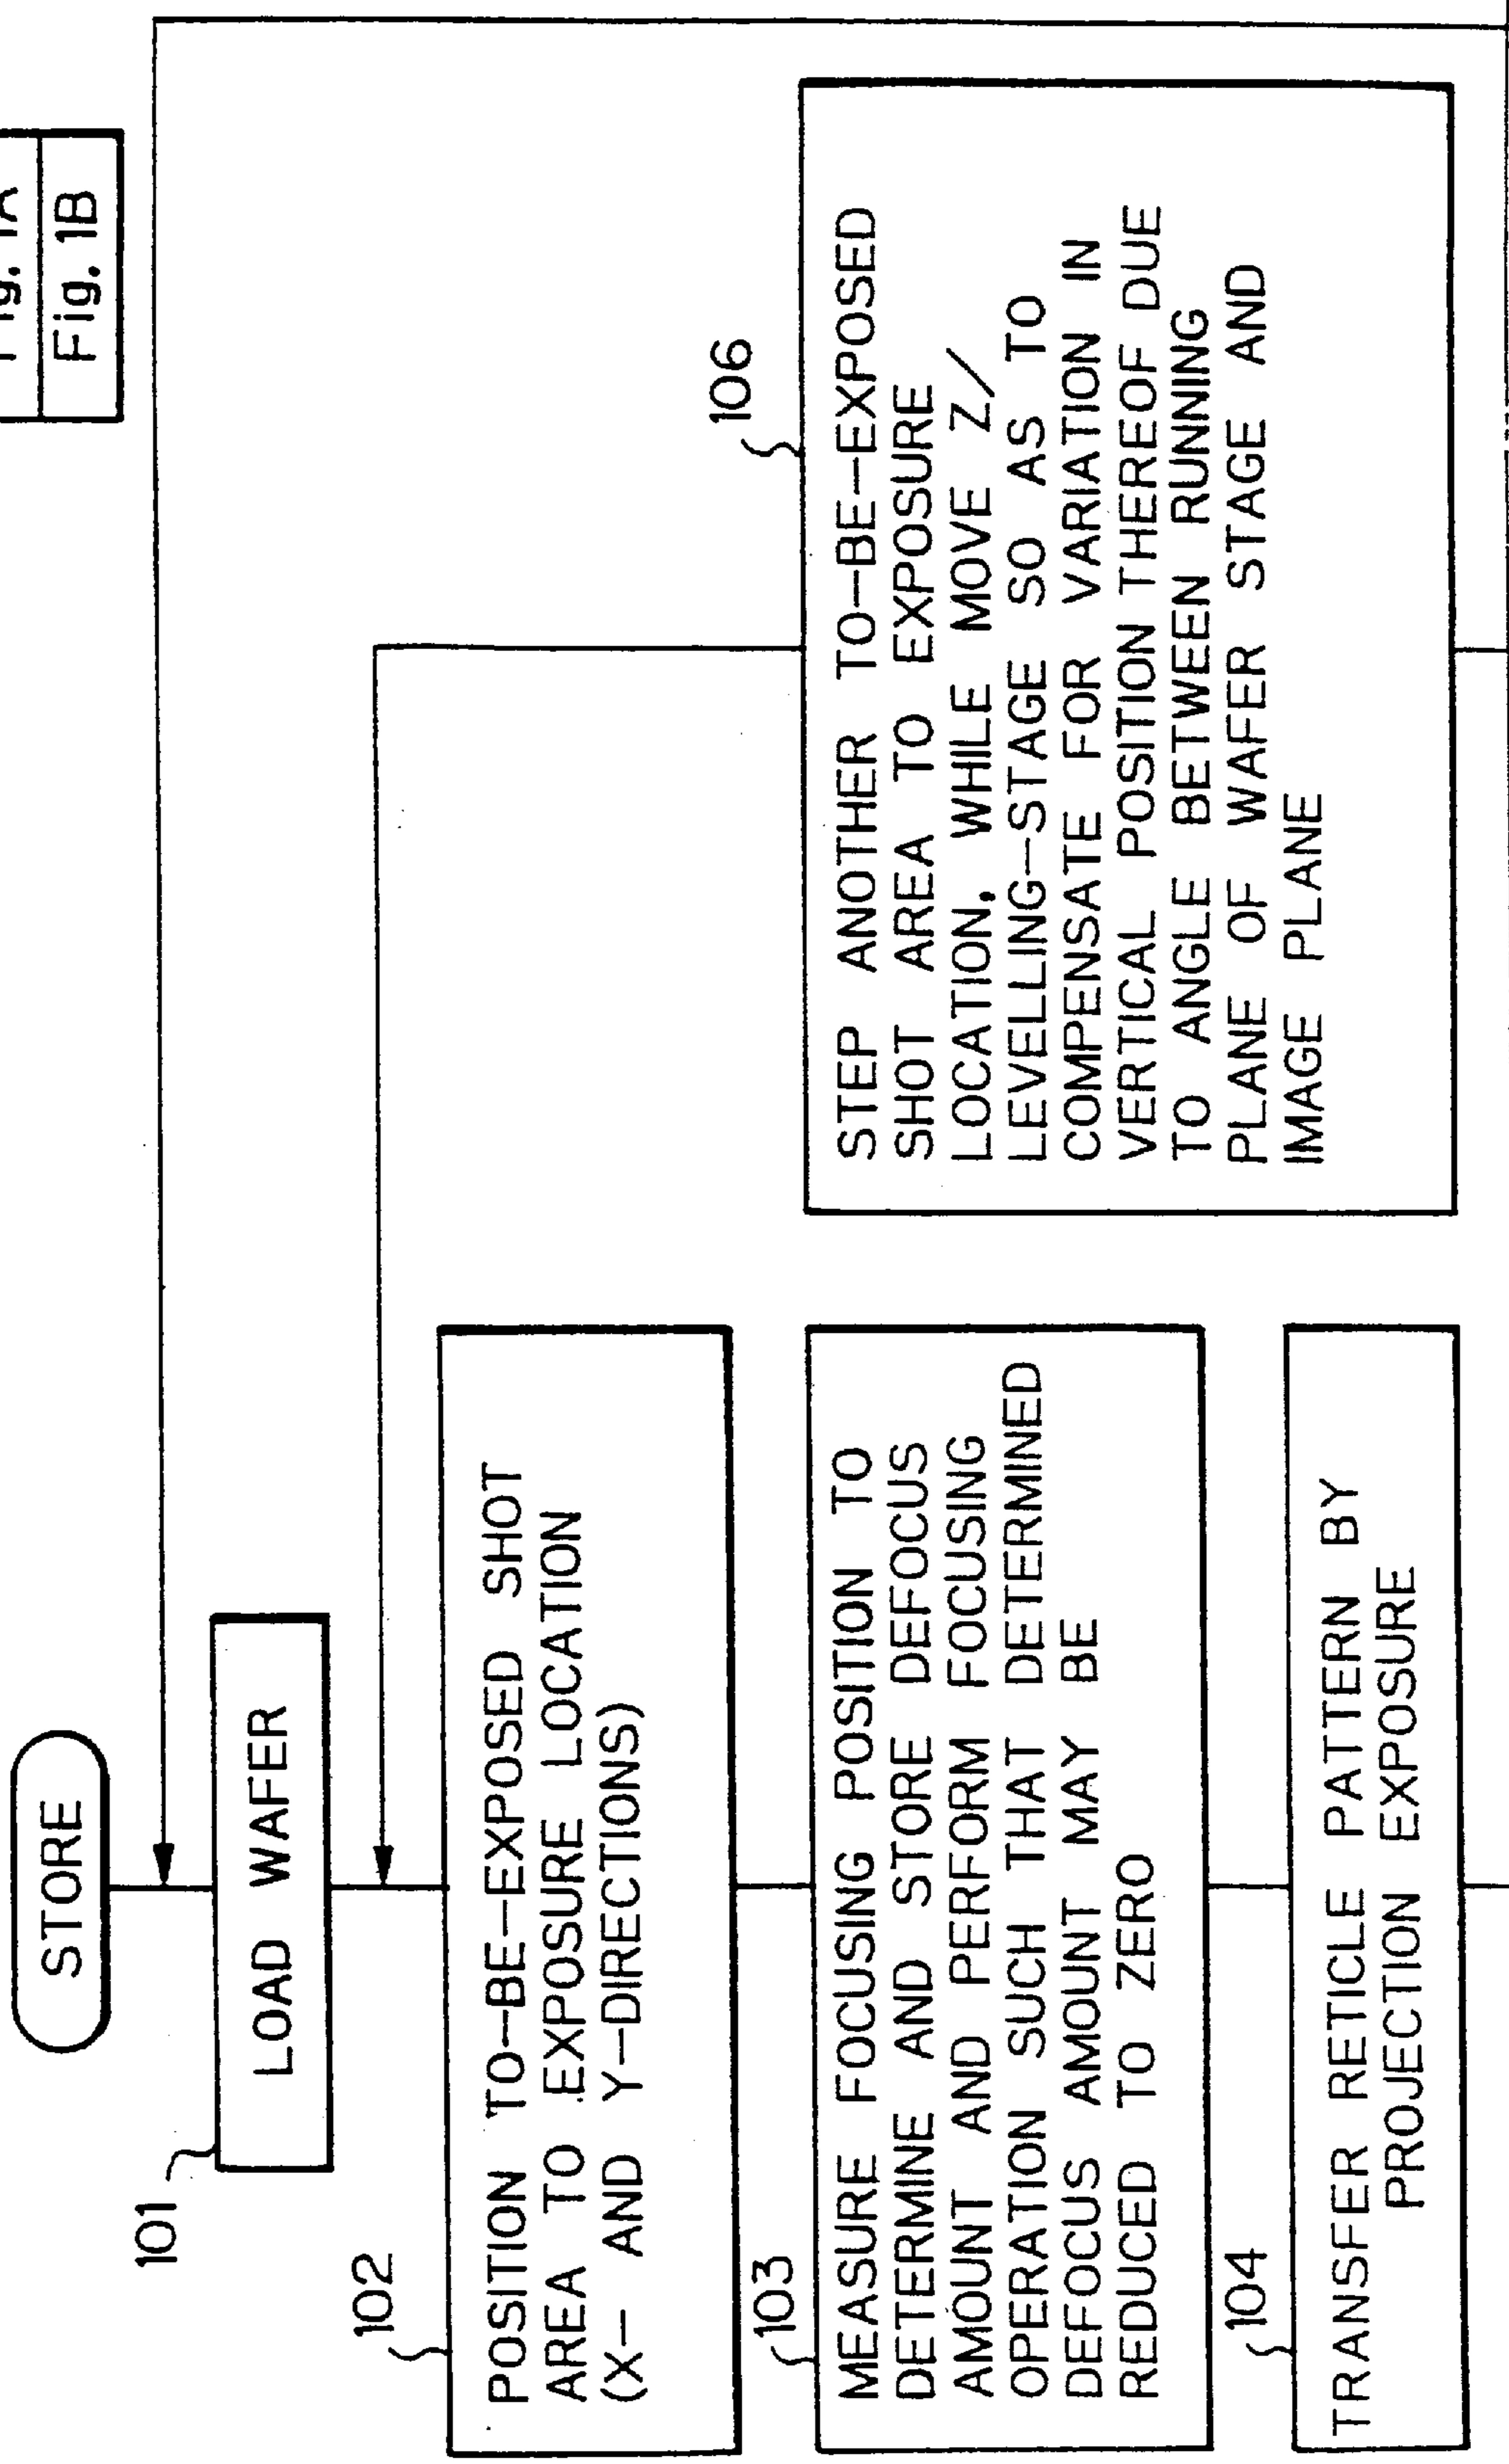 Fig. 1A
Fig. 1B
STORE
101
LOAD WAFER
102
POSITION TO-BE-EXPOSED SHOT
AREA TO EXPOSURE LOCATION
(X- AND Y-DIRECTIONS)
103
MEASURE FOCUSING POSITION TO
DETERMINE AND STORE DEFOCUS
AMOUNT AND PERFORM FOCUSING
OPERATION SUCH THAT DETERMINED
DEFOCUS AMOUNT MAY BE
REDUCED TO ZERO
104
TRANSFER RETICLE PATTERN BY
PROJECTION EXPOSURE
106
STEP ANOTHER TO-BE-EXPOSED
SHOT AREA TO EXPOSURE
LOCATION, WHILE MOVE Z/
LEVELLING-STAGE SO AS TO
COMPENSATE FOR VARIATION IN
VERTICAL POSITION THEREOF DUE
TO ANGLE BETWEEN RUNNING
PLANE OF WAFER STAGE AND
IMAGE PLANE